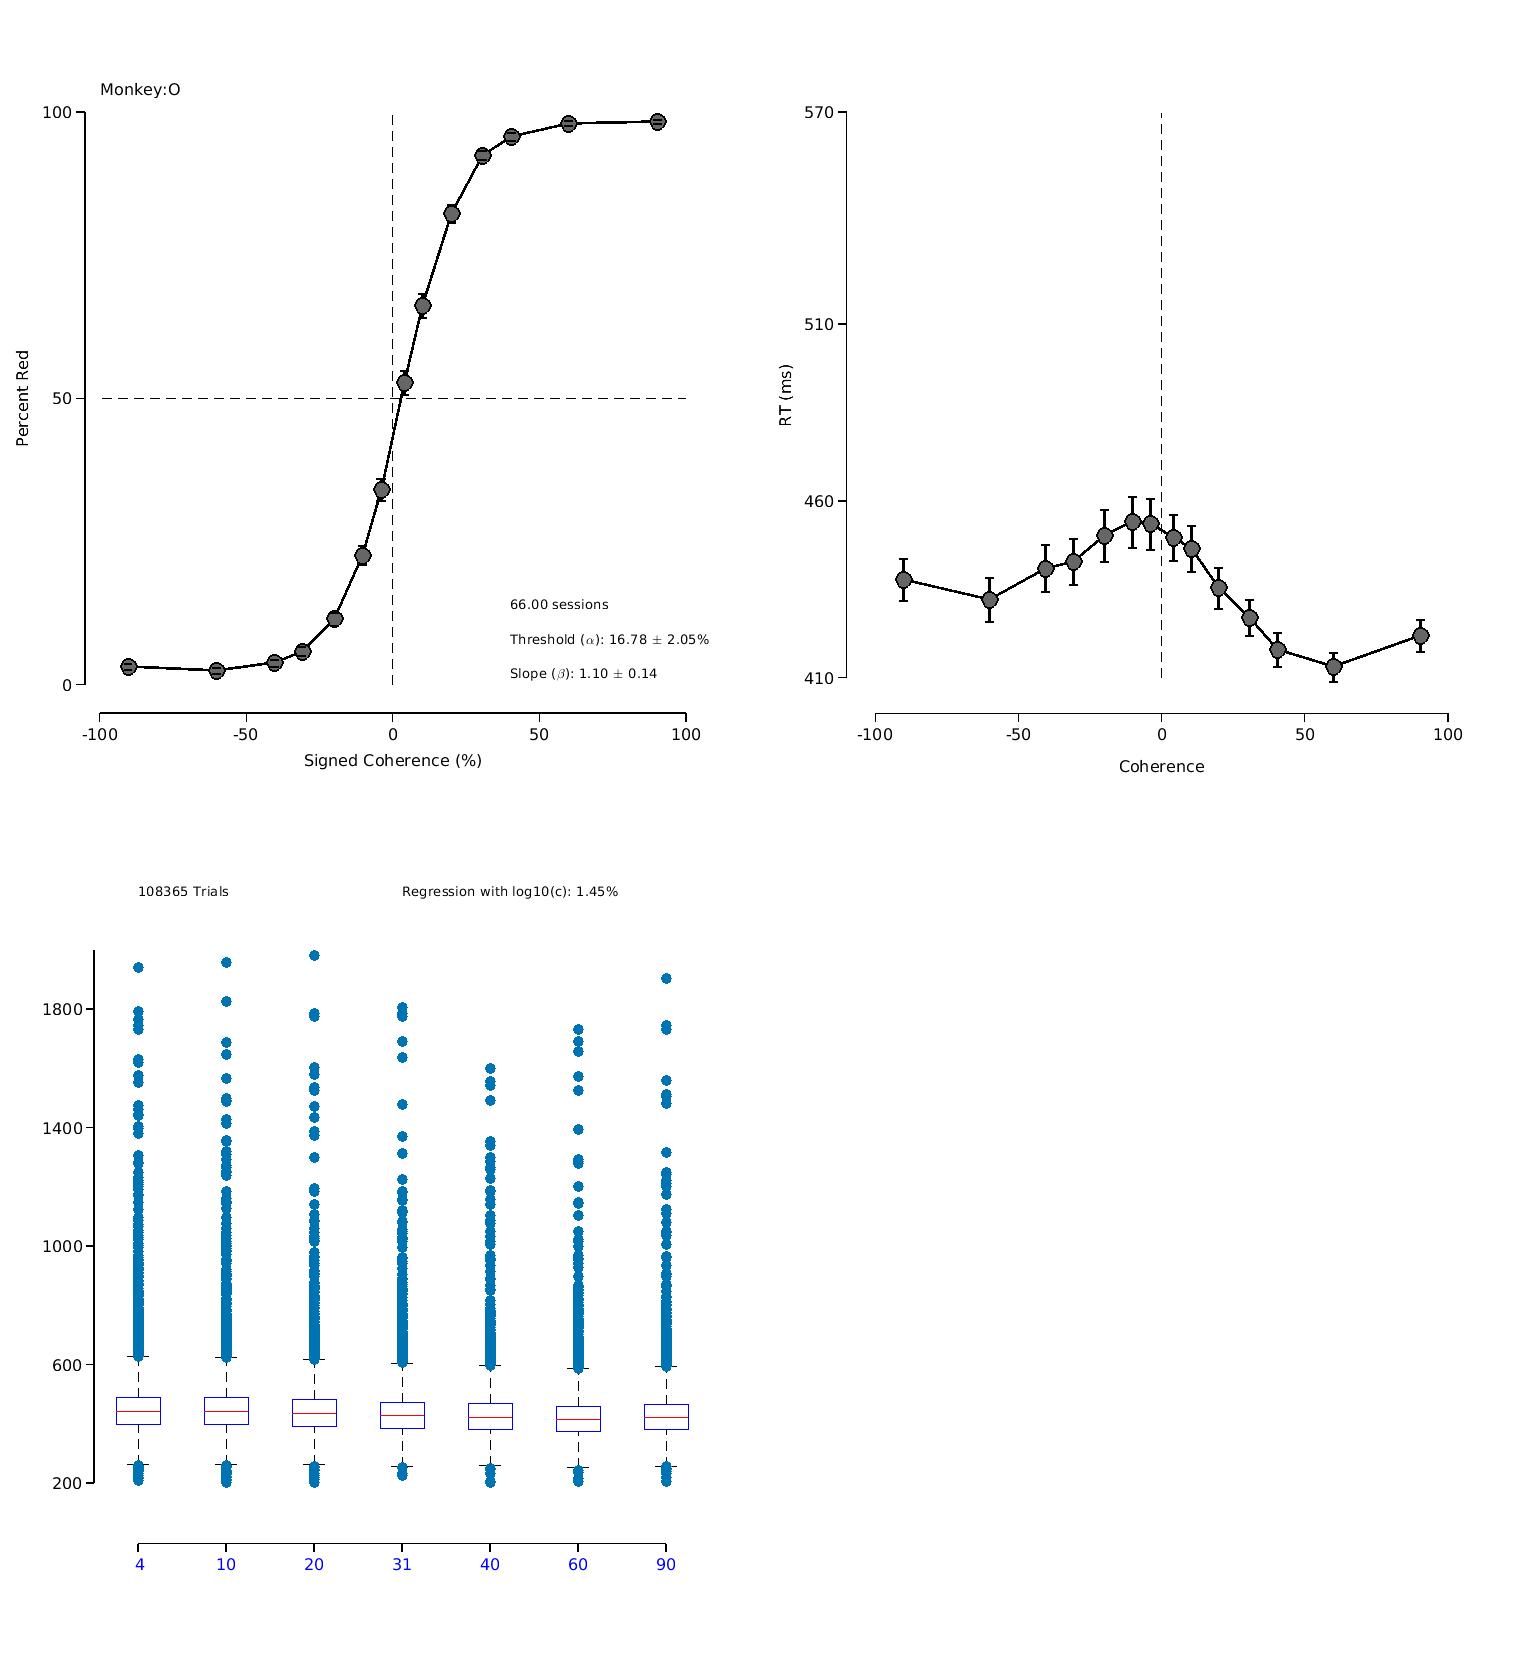 Monkey:O
100
50
0
Percent Red
66.00 sessions
Threshold (α): 16.78 ± 2.05%
Slope (β): 1.10 ± 0.14
-100 -50 0 50 100
Signed Coherence (%)
570
510
460
410
RT (ms)
-100 -50 0 50 100
Coherence
108365 Trials
Regression with log10(c): 1.45%
1800
1400
1000
600
200
4 10 20 31 40 60 90